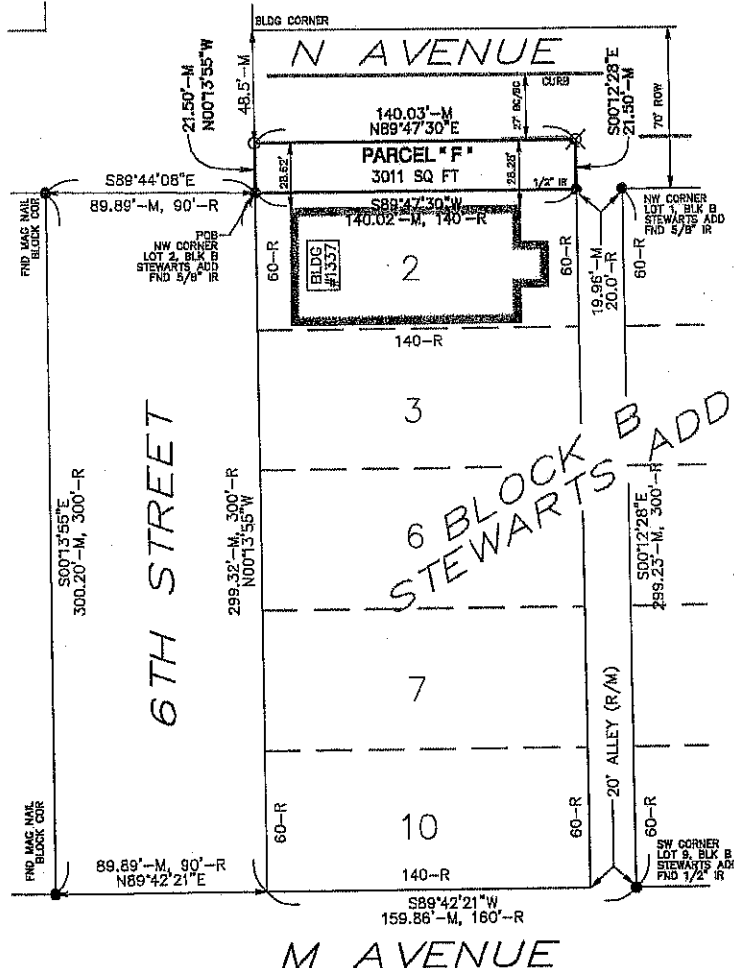 BLDG CORNER
N AVENUE
CURB
21.50'-M
N00°13'55"W
48.5'-M
140.03'-M
N89°47'30"E
27' BC/BC
S00°12'28"E
21.50'-M
70' ROW
28.62'
PARCEL "F"
3011 SQ FT
28.28'
1/2" IR
S89°44'08"E
89.89'-M, 90'-R
S89°47'30"W
140.02'-M, 140'-R
FND MAG NAIL
BLOCK COR
POB
NW CORNER
LOT 2, BLK B
STEWARTS ADD
FND 5/8" IR
NW CORNER
LOT 1, BLK B
STEWARTS ADD
FND 5/8" IR
60-R
BLDG
#1337
2
60-R
19.96'-M
20.0'-R
60-R
140-R
3
6TH STREET
S00°13'55"E
300.20'-M, 300'-R
299.32'-M, 300'-R
N00°13'55"W
6 BLOCK B
STEWARTS ADD
S00°12'28"E
299.23'-M, 300'-R
7
20' ALLEY (R/M)
FND MAG NAIL
BLOCK COR
60-R
10
60-R
60-R
89.89'-M, 90'-R
N89°42'21"E
140-R
SW CORNER
LOT 9, BLK B
STEWARTS ADD
FND 1/2" IR
S89°42'21"W
159.86'-M, 160'-R
M AVENUE